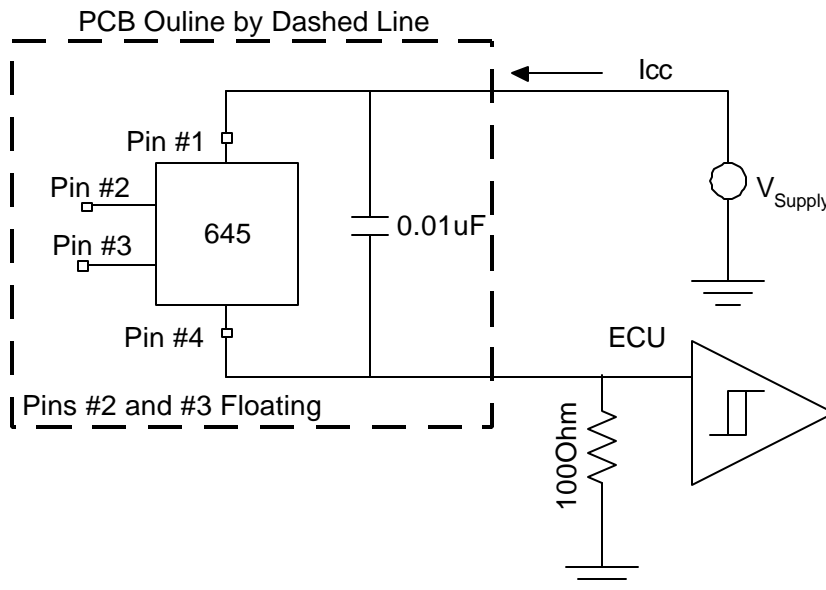 PCB Ouline by Dashed Line
Icc
Pin #1
Pin #2
V Supply
645
0.01uF
Pin #3
Pin #4
ECU
Pins #2 and #3 Floating
100Ohm